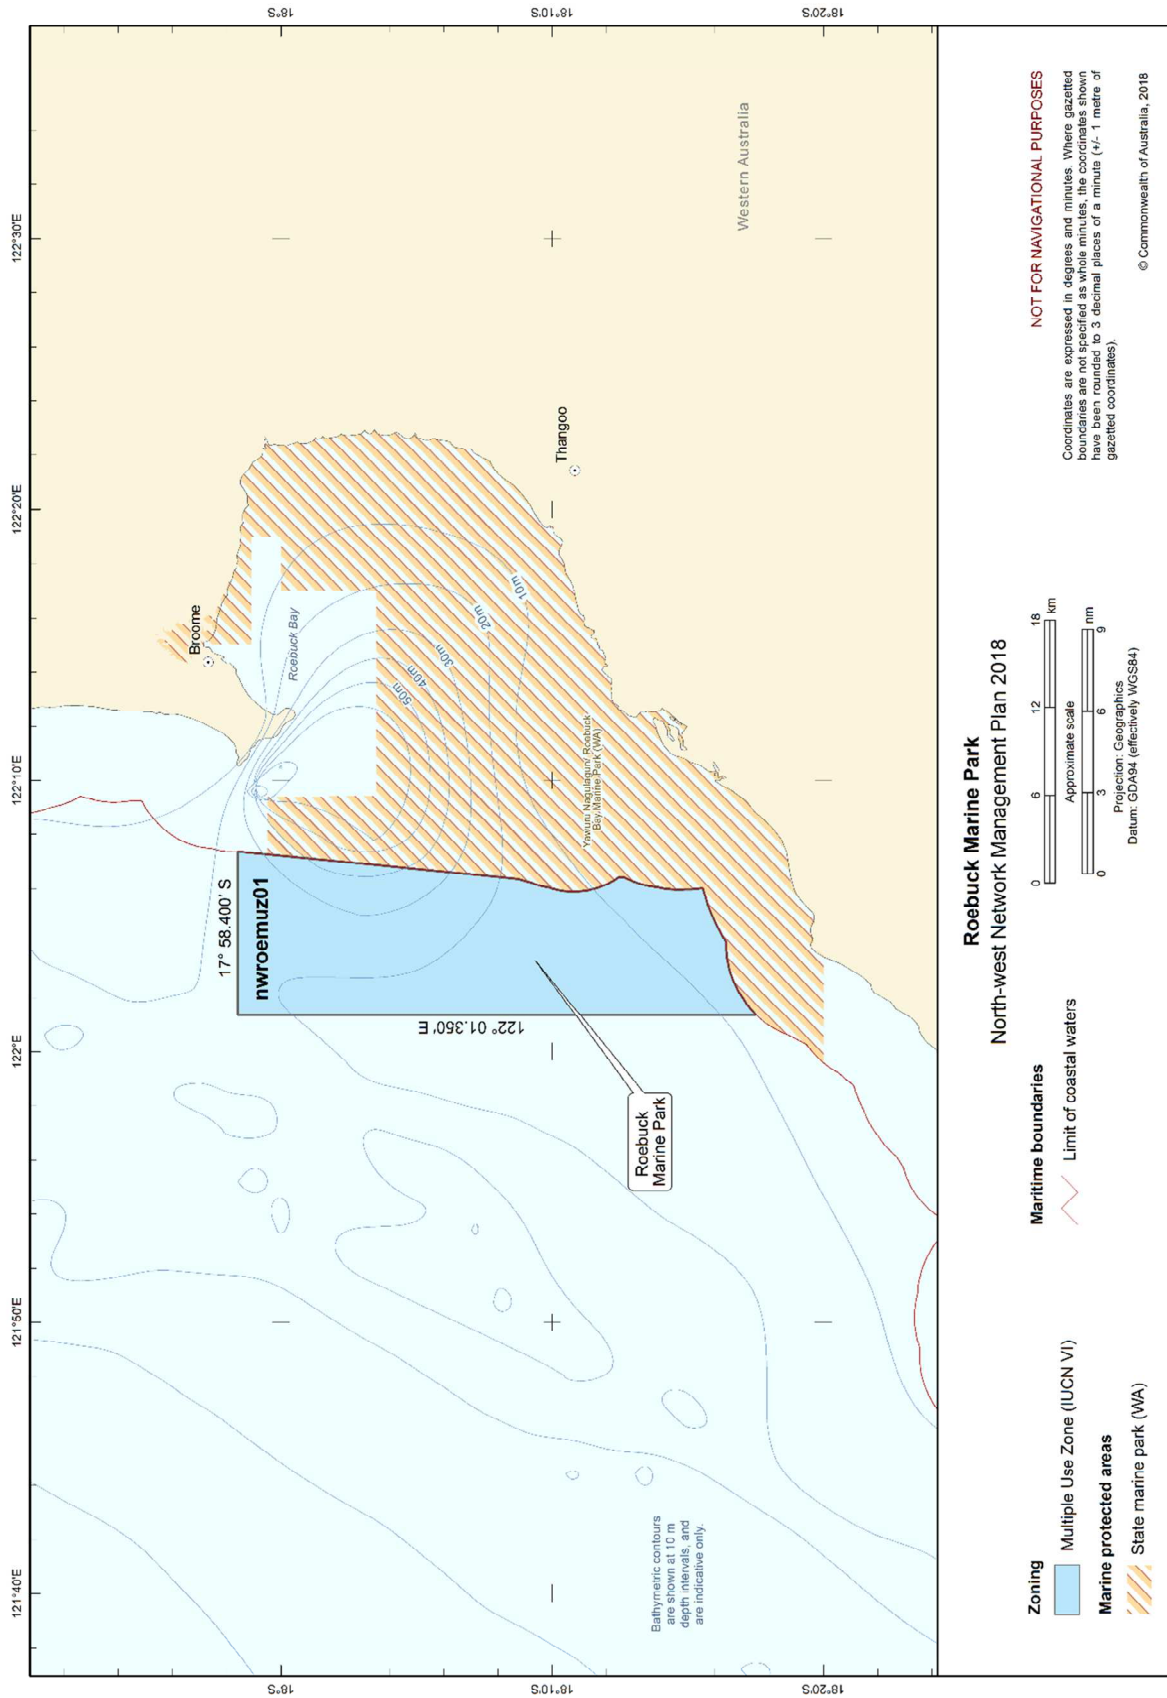 121°40'E
121°50'E
122°E
122°10'E
122°20'E
122°30'E
18°S
18°S
18°10'S
18°10'S
18°20'S
18°20'S
17° 58.400' S
nwroemuz01
122° 01.350' E
Broome
Roebuck Bay
50m
40m
30m
20m
10m
Thangoo
Western Australia
Yawuru Nagulagun/ Roebuck
Bay Marine Park (WA)
Roebuck
Marine Park
Bathymetric contours
are shown at 10 m
depth intervals, and
are indicative only.
Zoning
Multiple Use Zone (IUCN VI)
Marine protected areas
State marine park (WA)
Maritime boundaries
Limit of coastal waters
Roebuck Marine Park
North-west Network Management Plan 2018
0 6 12 18
km
Approximate scale
0 3 6 9
nm
Projection: Geographics
Datum: GDA94 (effectively WGS84)
NOT FOR NAVIGATIONAL PURPOSES
Coordinates are expressed in degrees and minutes. Where gazetted
boundaries are not specified as whole minutes, the coordinates shown
have been rounded to 3 decimal places of a minute (+/- 1 metre of
gazetted coordinates).
© Commonwealth of Australia, 2018